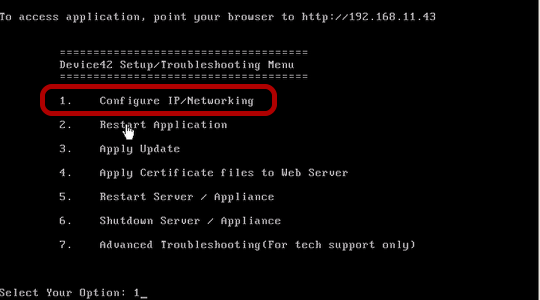 To access application, point your browser to http://192.168.11.43
===================================
Device42 Setup/Troubleshooting Menu
===================================
1. Configure IP/Networking
2. Restart Application
3. Apply Update
4. Apply Certificate files to Web Server
5. Restart Server / Appliance
6. Shutdown Server / Appliance
7. Advanced Troubleshooting(For tech support only)
Select Your Option: 1_